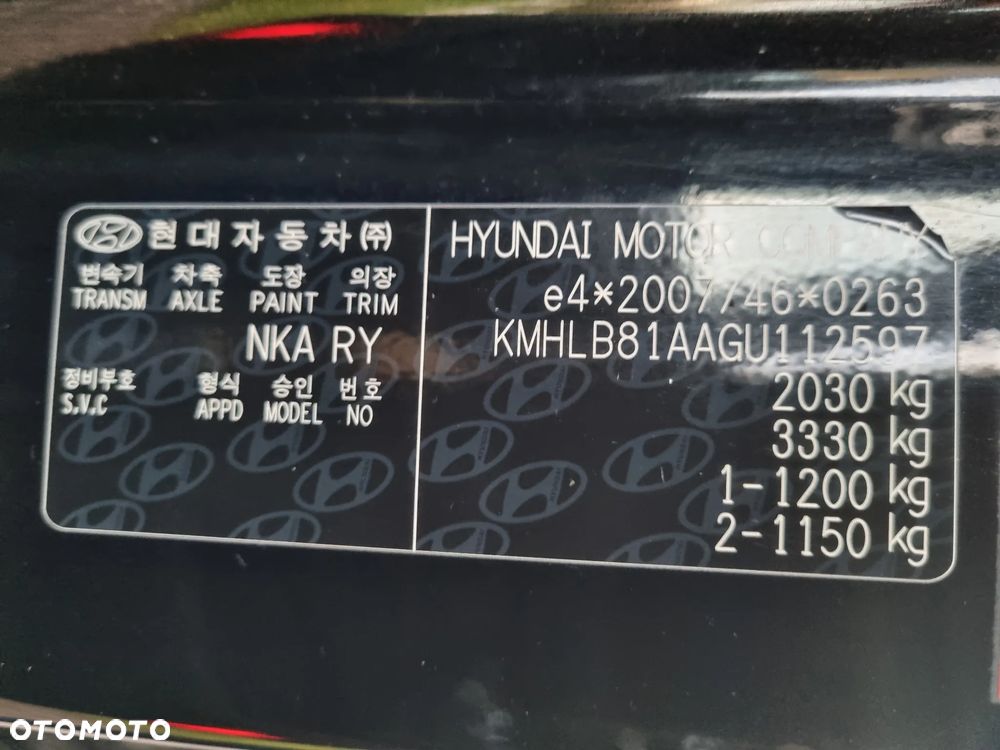 현대자동차㈜
변속기 차축 도장 의장
TRANSM AXLE PAINT TRIM
NKA RY
정비부호 형식 승인 번호
S.V.C APPD MODEL NO
HYUNDAI MOTOR COMPANY
e4*2007/46*0263
KMHLB81AAGU112597
2030 kg
3330 kg
1-1200 kg
2-1150 kg
OTOMOTO